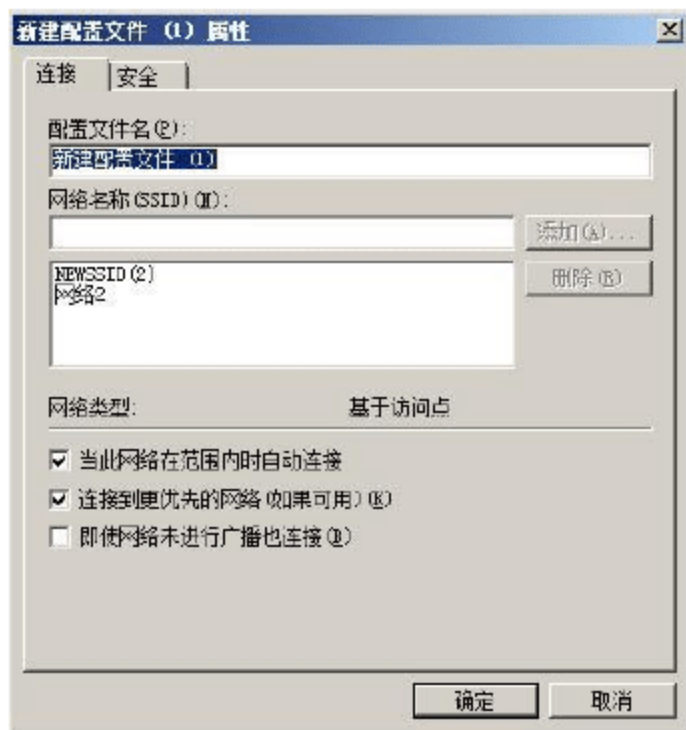 新建配置文件 (1) 属性
连接
安全
配置文件名(P):
新建配置文件 (1)
网络名称(SSID)(N):
添加(A)...
NEWSSID(2)
网络2
删除(R)
网络类型: 基于访问点
当此网络在范围内时自动连接
连接到更优先的网络(如果可用)(K)
即使网络未进行广播也连接(B)
确定
取消